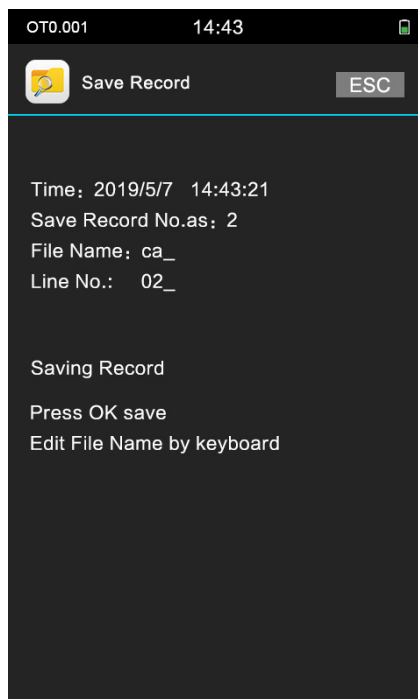 OT0.001 14:43
Save Record ESC
Time：2019/5/7 14:43:21
Save Record No.as：2
File Name：ca_
Line No.: 02_
Saving Record
Press OK save
Edit File Name by keyboard